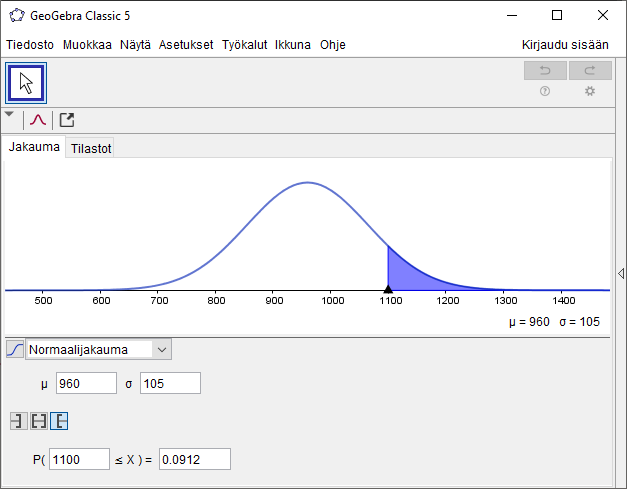 GeoGebra Classic 5
Tiedosto Muokkaa Näytä Asetukset Työkalut Ikkuna Ohje Kirjaudu sisään
Jakauma Tilastot
500 600 700 800 900 1000 1100 1200 1300 1400
μ = 960 σ = 105
Normaalijakauma
μ 960 σ 105
P( 1100 ≤ X ) = 0.0912